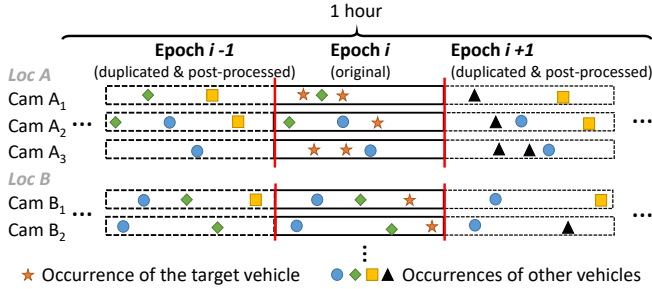 1 hour
Epoch i -1 Epoch i Epoch i +1
Loc A (duplicated & post-processed) (original) (duplicated & post-processed)
Cam A1
... Cam A2 ...
Cam A3
Loc B
Cam B1
... ...
Cam B2
...
Occurrence of the target vehicle Occurrences of other vehicles